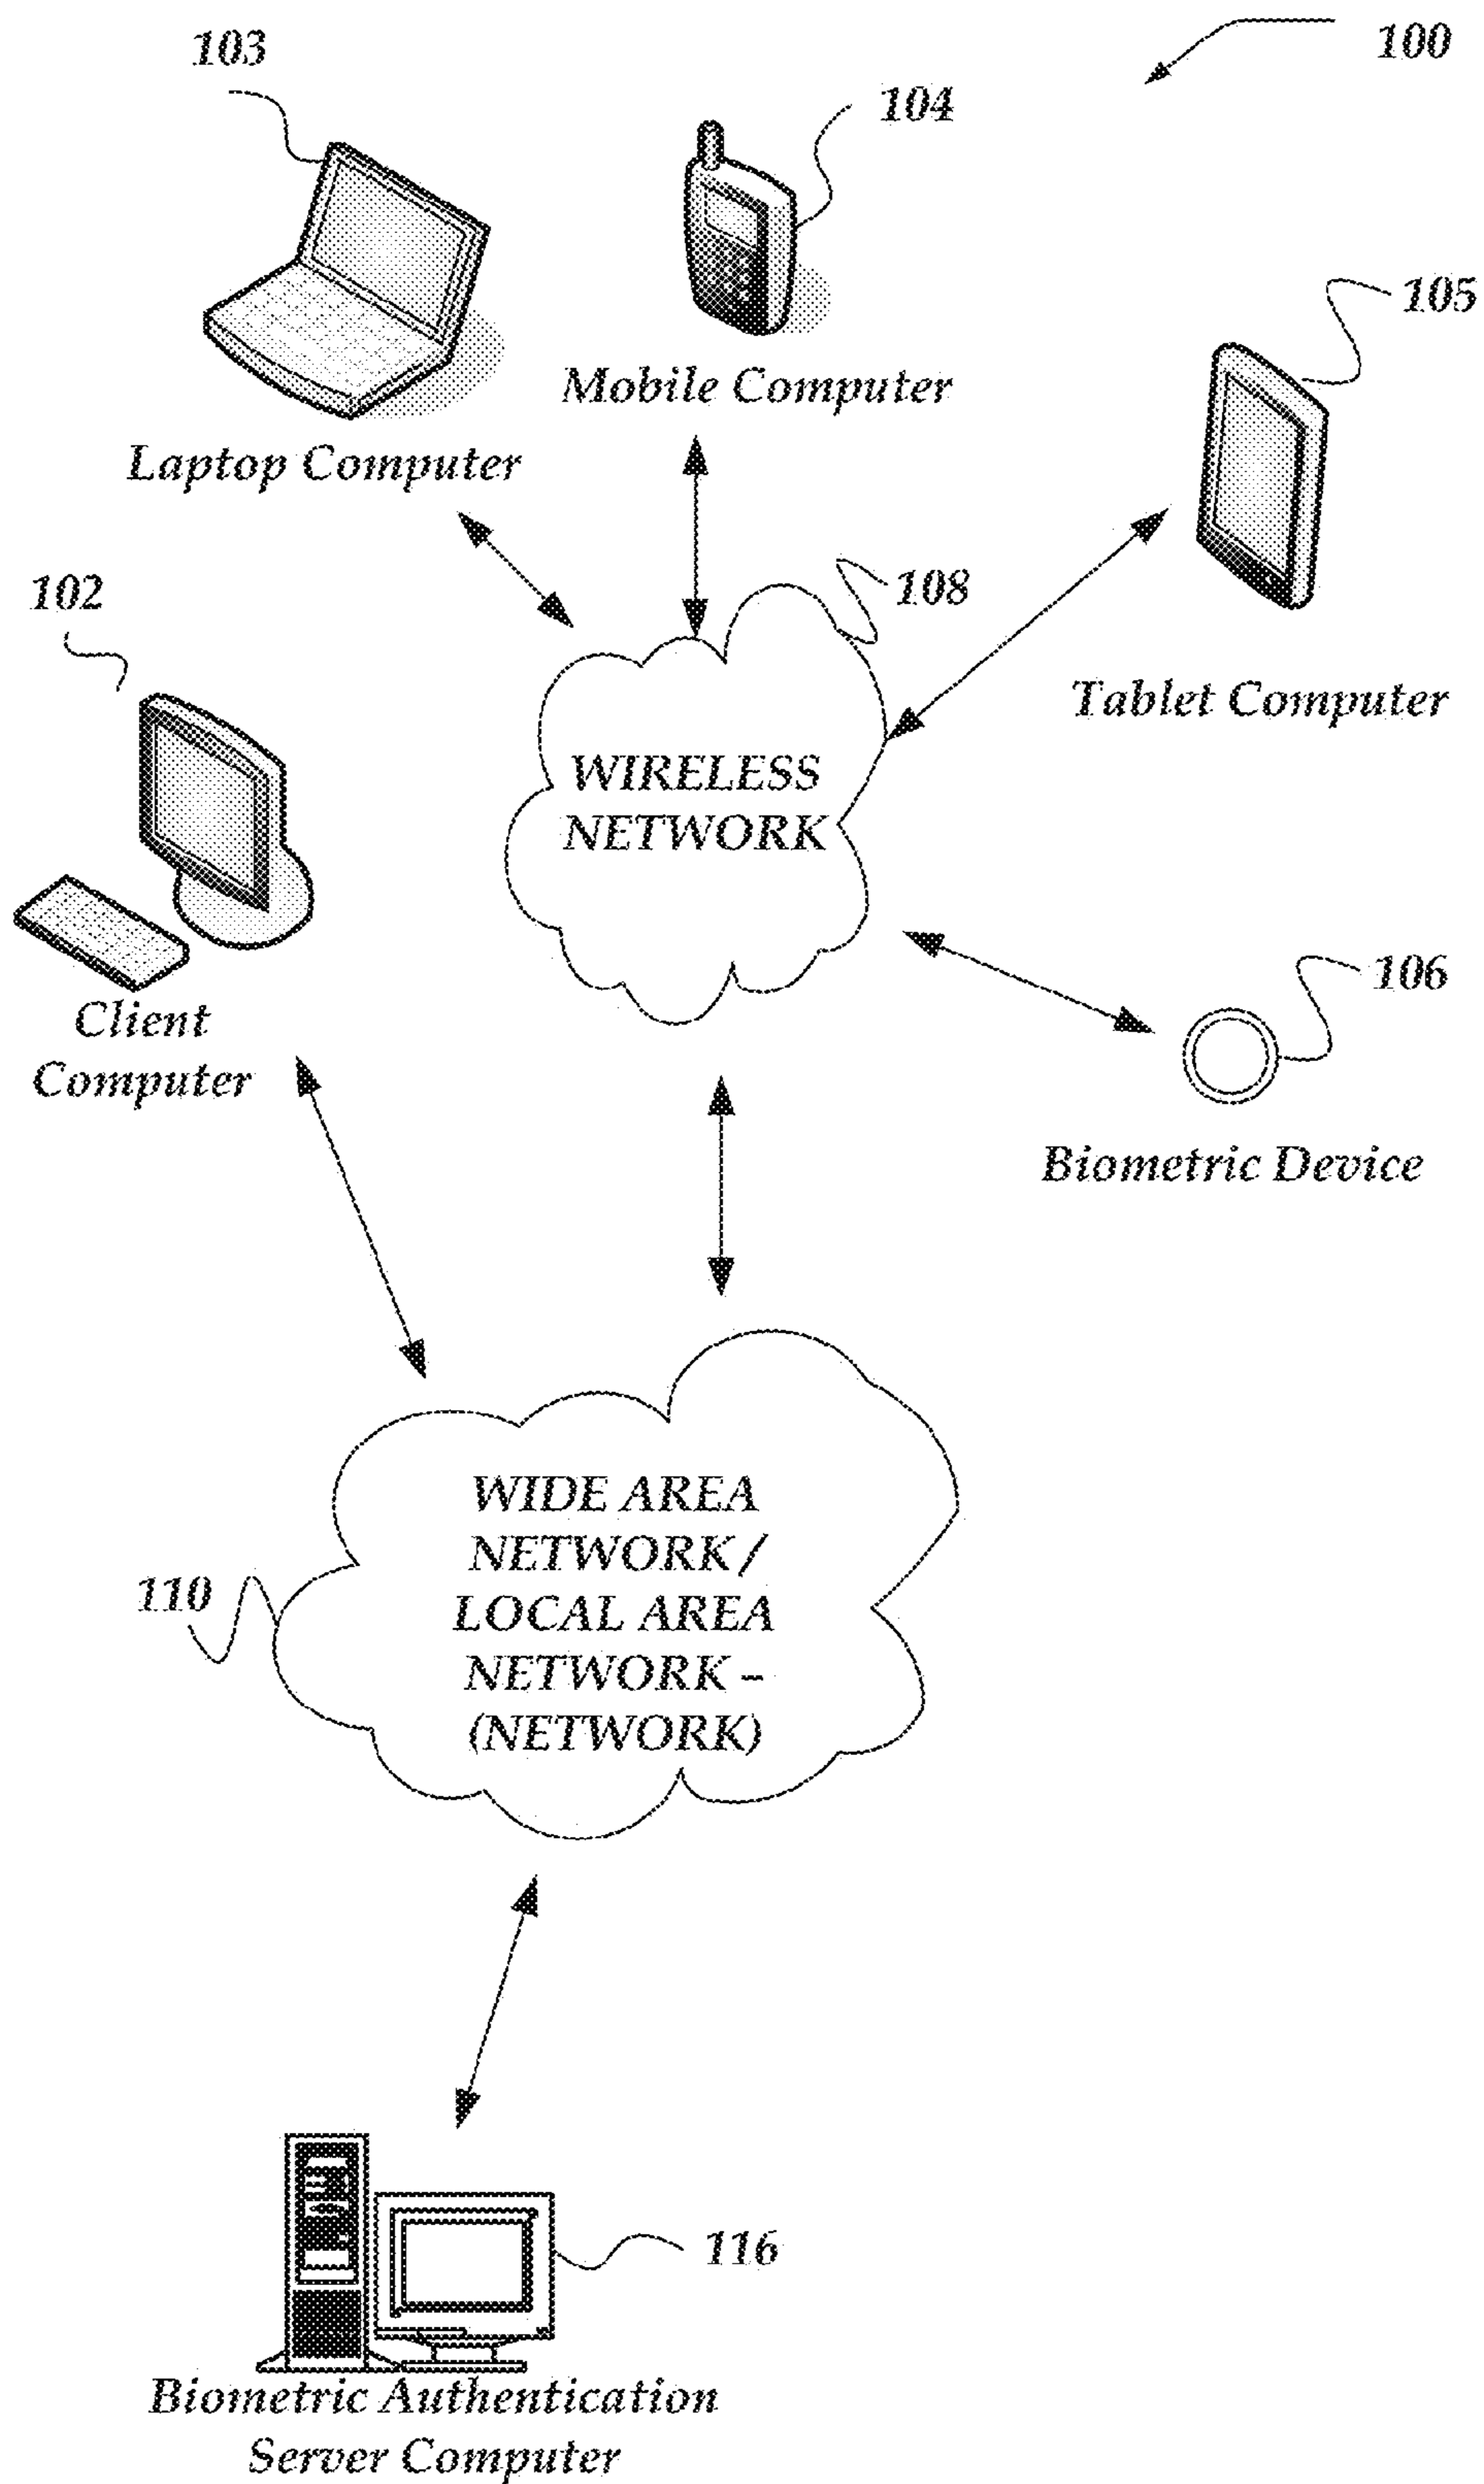 100
103
104
105
Mobile Computer
Laptop Computer
102
108
Tablet Computer
WIRELESS
NETWORK
106
Client
Computer
Biometric Device
WIDE AREA
NETWORK /
LOCAL AREA
NETWORK –
(NETWORK)
110
116
Biometric Authentication
Server Computer